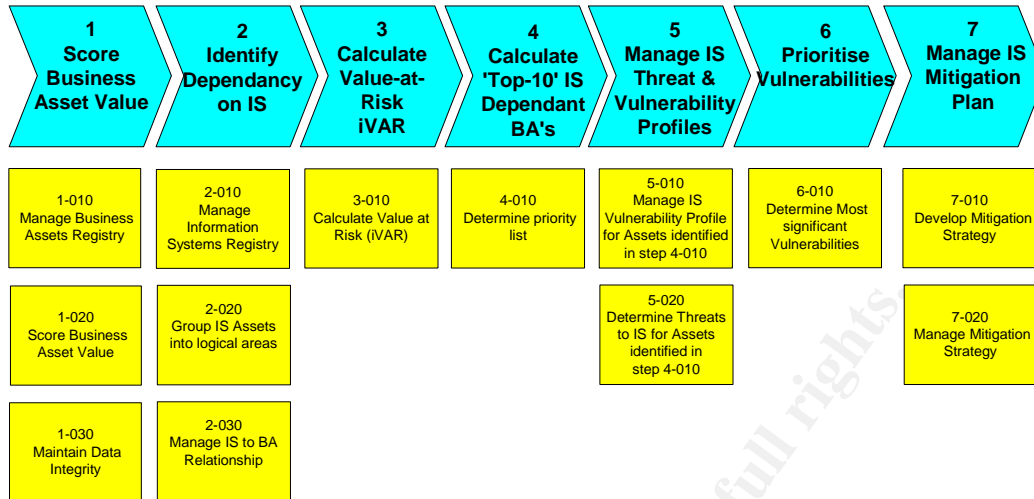 1
Score
Business
Asset Value
2
Identify
Dependancy
on IS
3
Calculate
Value-at-
Risk
iVAR
4
Calculate
'Top-10' IS
Dependant
BA's
5
Manage IS
Threat &
Vulnerability
Profiles
6
Prioritise
Vulnerabilities
7
Manage IS
Mitigation
Plan
1-010
Manage Business
Assets Registry
2-010
Manage
Information
Systems Registry
3-010
Calculate Value at
Risk (iVAR)
4-010
Determine priority
list
5-010
Manage IS
Vulnerability Profile
for Assets identified
in step 4-010
6-010
Determine Most
significant
Vulnerabilities
7-010
Develop Mitigation
Strategy
1-020
Score Business
Asset Value
2-020
Group IS Assets
into logical areas
5-020
Determine Threats
to IS for Assets
identified in
step 4-010
7-020
Manage Mitigation
Strategy
1-030
Maintain Data
Integrity
2-030
Manage IS to BA
Relationship
full rights.